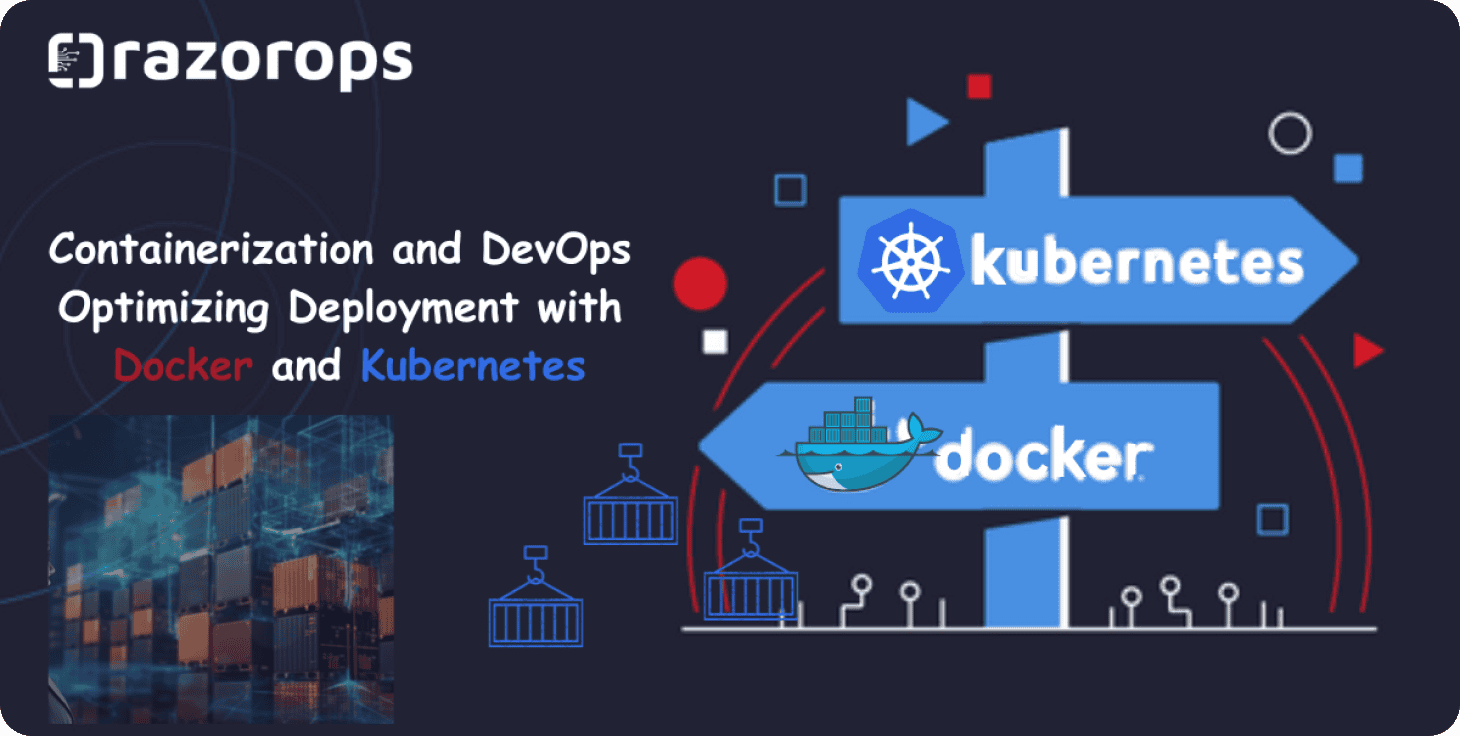 razorops
Containerization and DevOps
Optimizing Deployment with
Docker and Kubernetes
kubernetes
docker